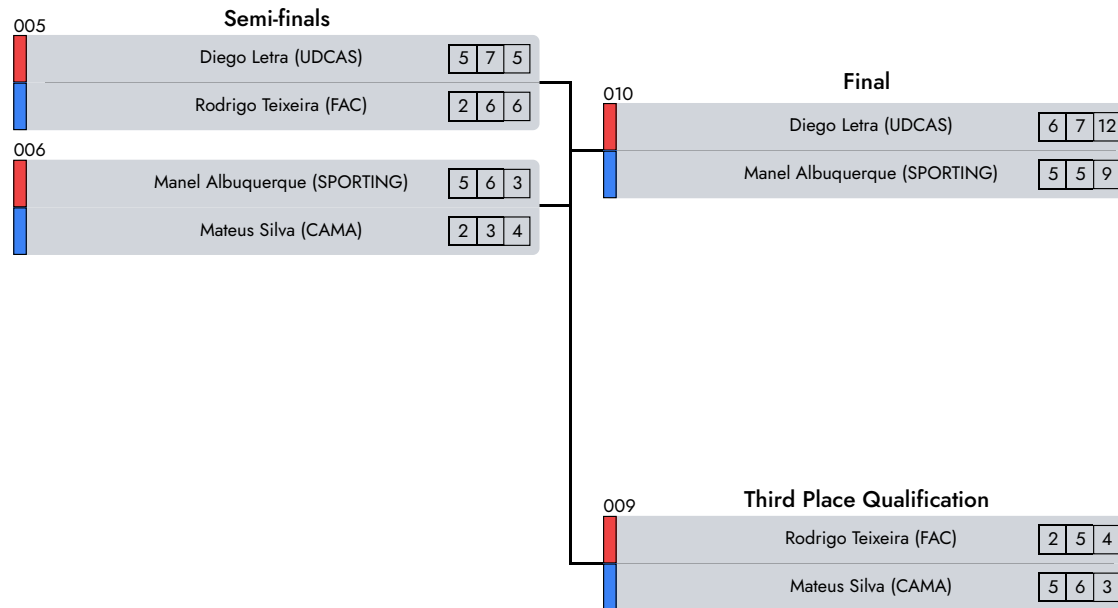 Semi-finals
005
Diego Letra (UDCAS) 5 7 5
Rodrigo Teixeira (FAC) 2 6 6
006
Manel Albuquerque (SPORTING) 5 6 3
Mateus Silva (CAMA) 2 3 4
Final
010
Diego Letra (UDCAS) 6 7 12
Manel Albuquerque (SPORTING) 5 5 9
Third Place Qualification
009
Rodrigo Teixeira (FAC) 2 5 4
Mateus Silva (CAMA) 5 6 3